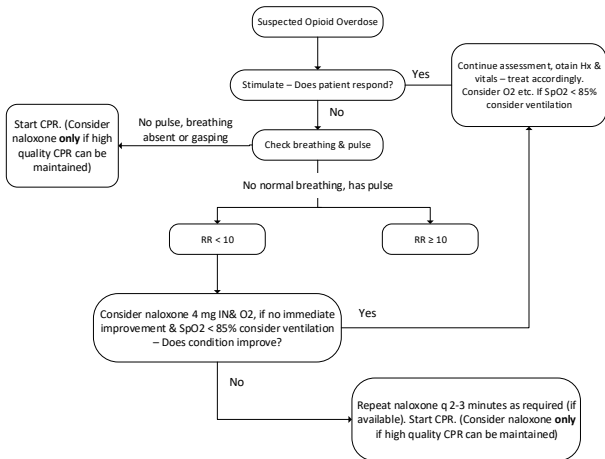 Suspected Opioid Overdose
Stimulate – Does patient respond?
Yes
Continue assessment, otain Hx &
vitals – treat accordingly.
Consider O2 etc. If SpO2 < 85%
consider ventilation
No
Check breathing & pulse
No pulse, breathing
absent or gasping
Start CPR. (Consider
naloxone only if high
quality CPR can be
maintained)
No normal breathing, has pulse
RR < 10
RR ≥ 10
Consider naloxone 4 mg IN& O2, if no immediate
improvement & SpO2 < 85% consider ventilation
– Does condition improve?
Yes
No
Repeat naloxone q 2-3 minutes as required (if
available). Start CPR. (Consider naloxone only
if high quality CPR can be maintained)